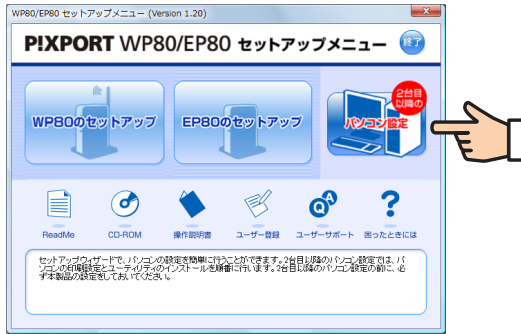 WP80/EP80 セットアップメニュー (Version 1.20)
P!XPORT WP80/EP80 セットアップメニュー
終了
WP80のセットアップ
EP80のセットアップ
2台目
以降の
パソコン設定
ReadMe
CD-ROM
操作説明書
ユーザー登録
Q&A
ユーザーサポート
?
困ったときには
セットアップウィザードで、パソコンの設定を簡単に行うことができます。2台目以降のパソコン設定では、パ
ソコンの印刷設定とユーティリティのインストールを順番に行います。2台目以降のパソコン設定の前に、必
ず本製品の設定をしておいてください。